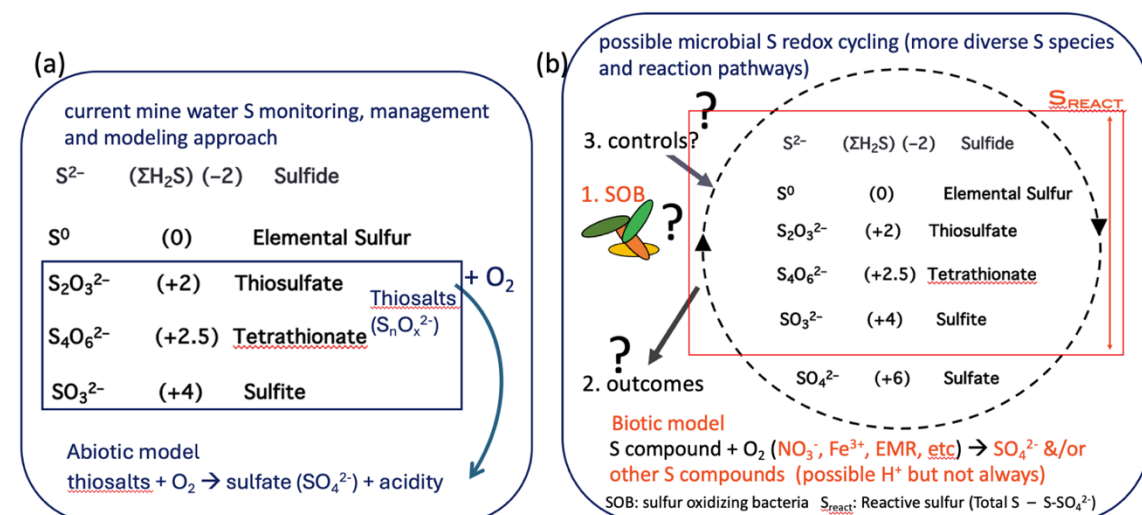 (a)
current mine water S monitoring, management
and modeling approach
S²⁻ (ΣH₂S) (−2) Sulfide
S⁰ (0) Elemental Sulfur
S₂O₃²⁻ (+2) Thiosulfate
+ O₂
Thiosalts
(SₙOₓ²⁻)
S₄O₆²⁻ (+2.5) Tetrathionate
SO₃²⁻ (+4) Sulfite
Abiotic model
thiosalts + O₂ → sulfate (SO₄²⁻) + acidity
(b)
possible microbial S redox cycling (more diverse S species
and reaction pathways)
SREACT
?
3. controls?
1. SOB
?
?
2. outcomes
S²⁻ (ΣH₂S) (−2) Sulfide
S⁰ (0) Elemental Sulfur
S₂O₃²⁻ (+2) Thiosulfate
S₄O₆²⁻ (+2.5) Tetrathionate
SO₃²⁻ (+4) Sulfite
SO₄²⁻ (+6) Sulfate
Biotic model
S compound + O₂ (NO₃⁻, Fe³⁺, EMR, etc) → SO₄²⁻ &/or
other S compounds (possible H⁺ but not always)
SOB: sulfur oxidizing bacteria Sreact: Reactive sulfur (Total S − S-SO₄²⁻)